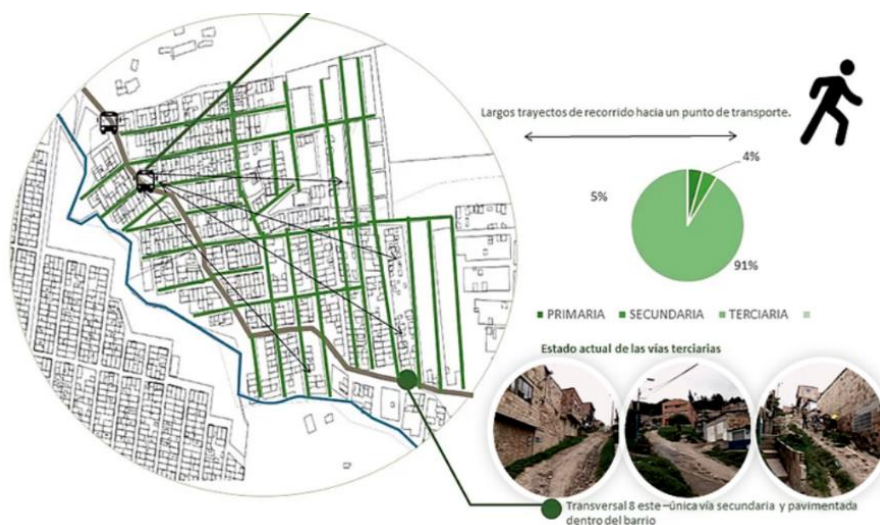 Largos trayectos de recorrido hacia un punto de transporte.
4%
5%
91%
PRIMARIA SECUNDARIA TERCIARIA
Estado actual de las vías terciarias
Transversal 8 este –única vía secundaria y pavimentada
dentro del barrio